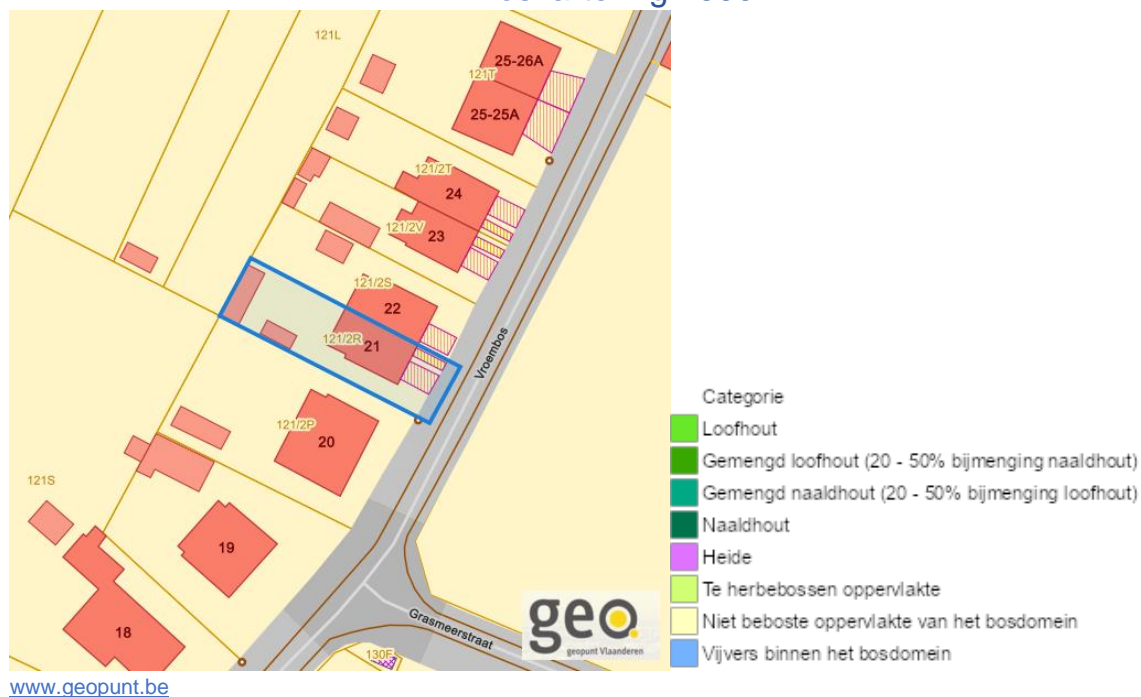 121L
25-26A
121T
25-25A
121/2T
24
121/2V
23
121/2S
22
121/2R
21
Vroembos
121/2P
20
121S
19
18
Grasmeerstraat
130F
geo.
geopunt Vlaanderen
Categorie
Loofhout
Gemengd loofhout (20 - 50% bijmenging naaldhout)
Gemengd naaldhout (20 - 50% bijmenging loofhout)
Naaldhout
Heide
Te herbebossen oppervlakte
Niet beboste oppervlakte van het bosdomein
Vijvers binnen het bosdomein
www.geopunt.be